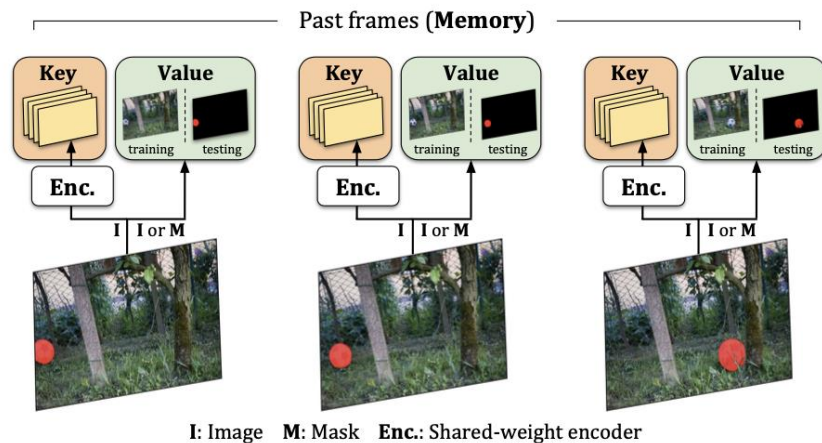 Past frames (Memory)
Key Value Key Value Key Value
training testing training testing training testing
Enc. Enc. Enc.
I I or M I I or M I I or M
I: Image M: Mask Enc.: Shared-weight encoder